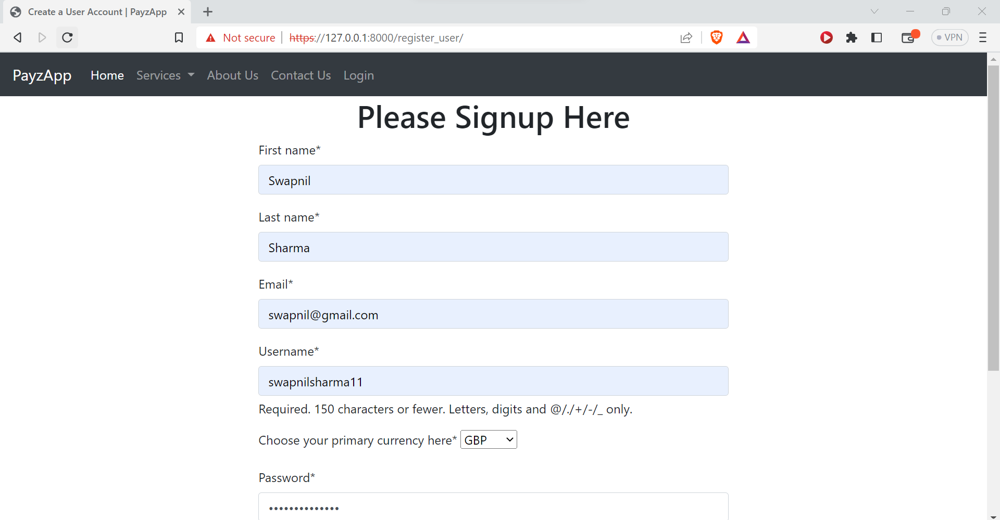 Create a User Account | PayzApp
Not secure https://127.0.0.1:8000/register_user/
VPN
PayzApp Home Services About Us Contact Us Login
Please Signup Here
First name*
Swapnil
Last name*
Sharma
Email*
swapnil@gmail.com
Username*
swapnilsharma11
Required. 150 characters or fewer. Letters, digits and @/./+/-/_ only.
Choose your primary currency here* GBP
Password*
••••••••••••••